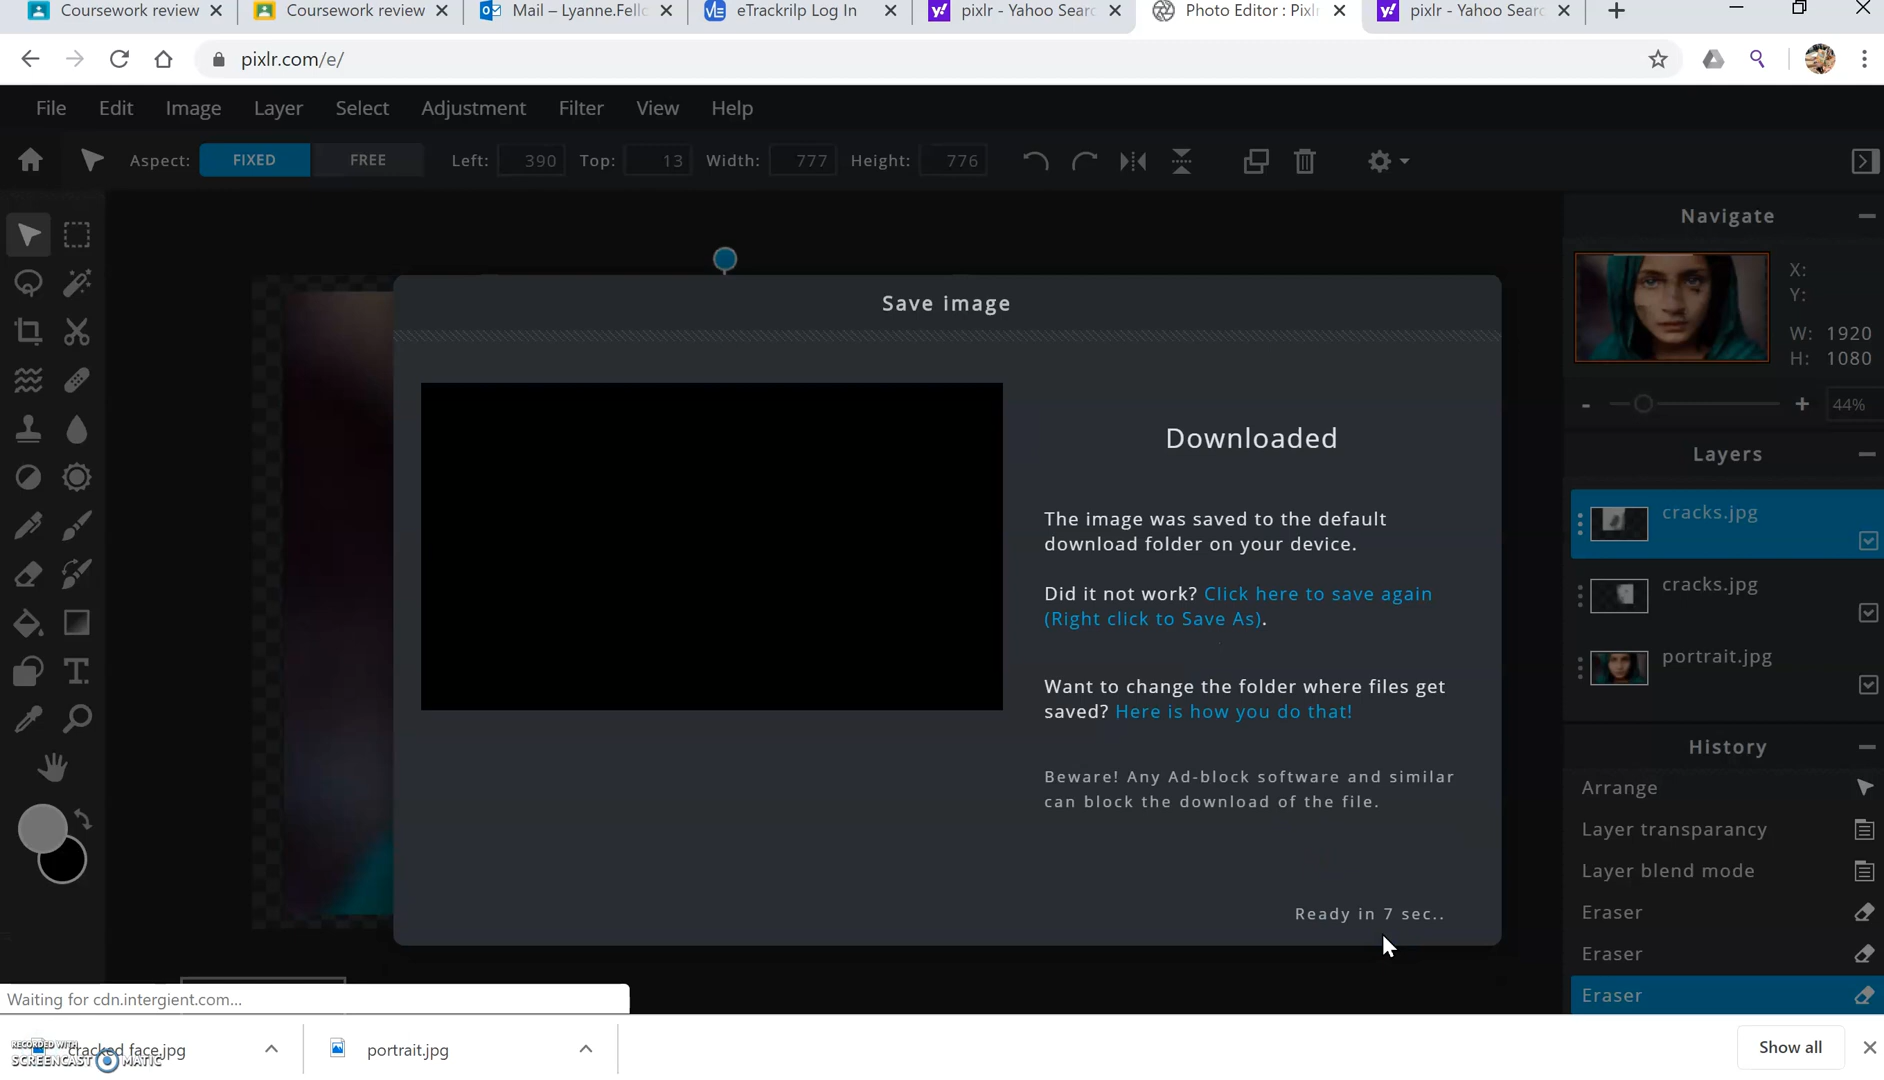 Coursework review
Coursework review
Mail – Lyanne.Fello
eTrackrilp Log In
pixlr - Yahoo Searc
Photo Editor : Pixlr
pixlr - Yahoo Searc
pixlr.com/e/
File Edit Image Layer Select Adjustment Filter View Help
Aspect: FIXED FREE Left: 390 Top: 13 Width: 777 Height: 776
Navigate
X:
Y:
W: 1920
H: 1080
- + 44%
Save image
Downloaded
The image was saved to the default
download folder on your device.
Did it not work? Click here to save again
(Right click to Save As).
Want to change the folder where files get
saved? Here is how you do that!
Beware! Any Ad-block software and similar
can block the download of the file.
Ready in 7 sec..
Layers
cracks.jpg
cracks.jpg
portrait.jpg
History
Arrange
Layer transparancy
Layer blend mode
Eraser
Eraser
Eraser
Waiting for cdn.intergient.com...
cracked face.jpg
portrait.jpg
Show all
RECORDED WITH
SCREENCAST MATIC